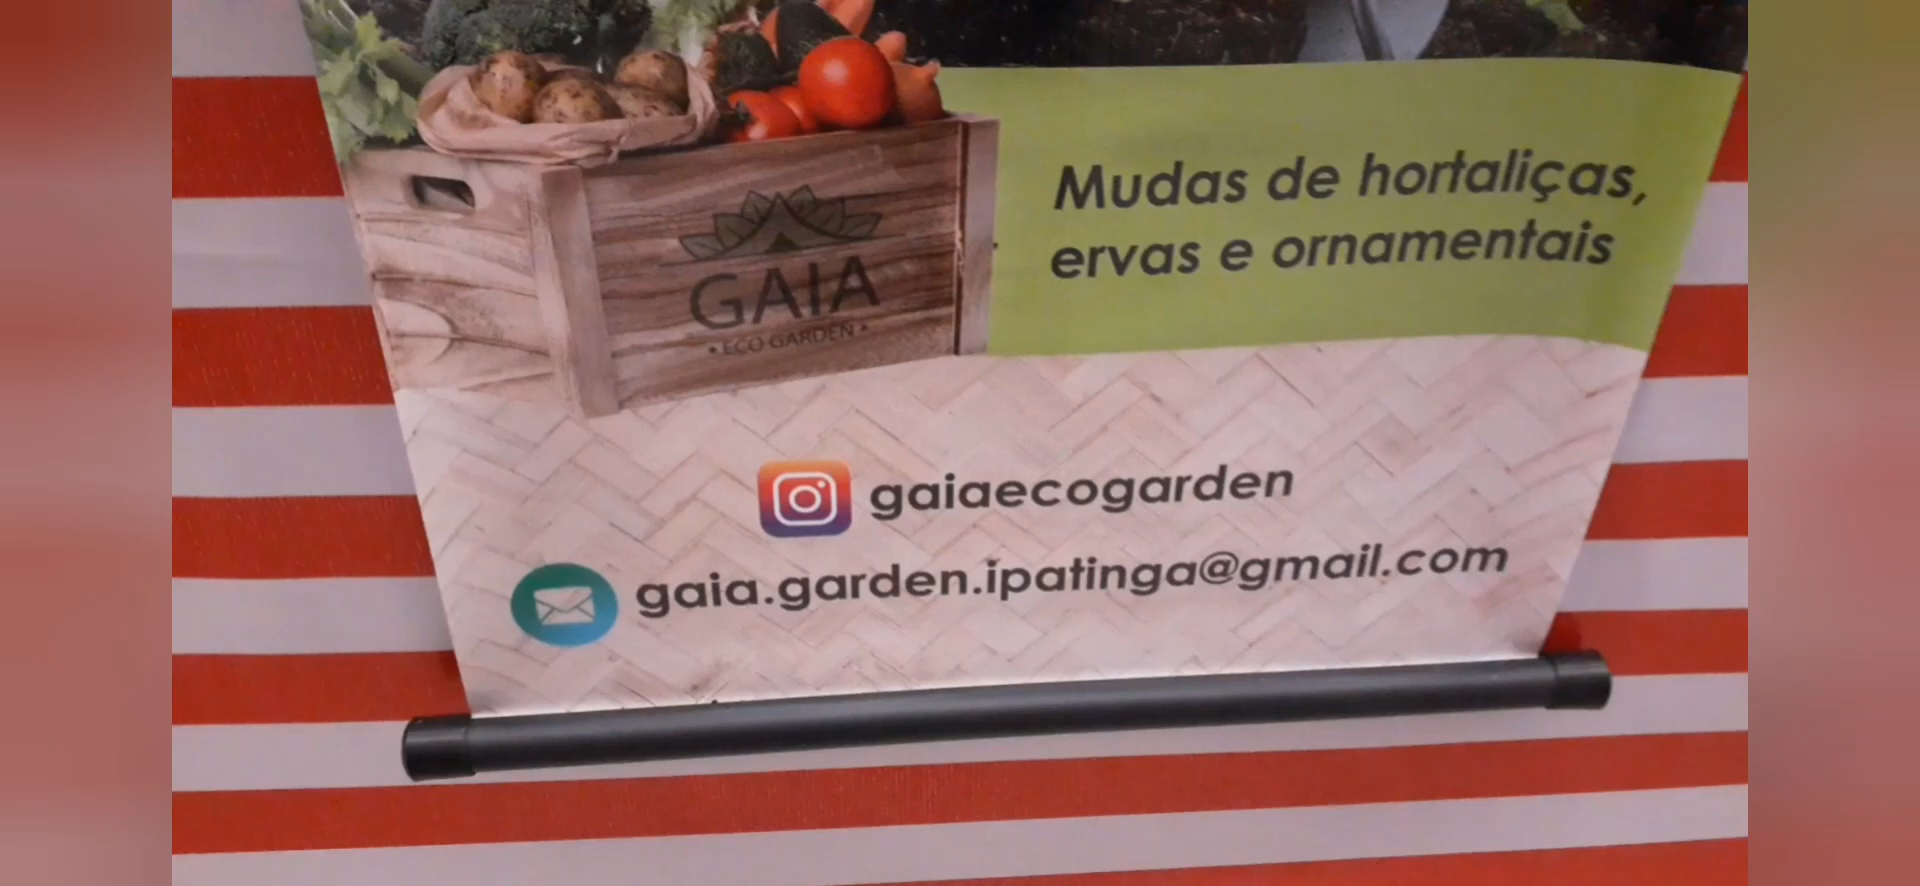 GAIA
• ECO GARDEN •
Mudas de hortaliças,
ervas e ornamentais
gaiaecogarden
gaia.garden.ipatinga@gmail.com